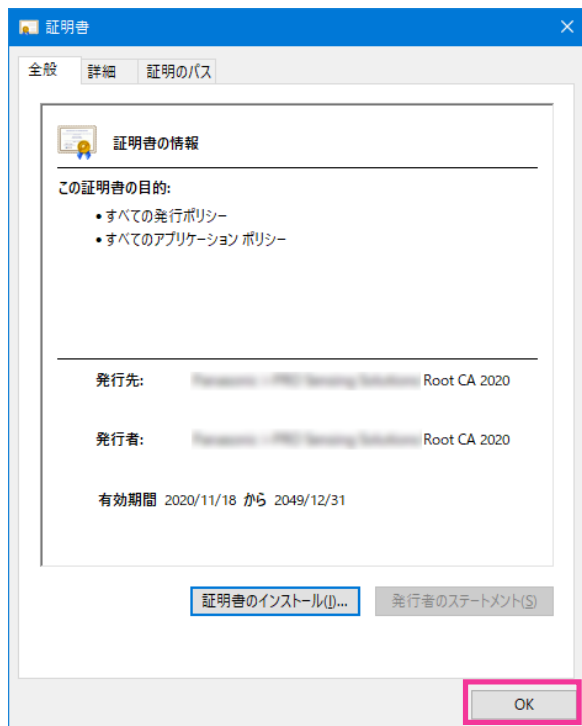 証明書
全般 詳細 証明のパス
証明書の情報
この証明書の目的:
• すべての発行ポリシー
• すべてのアプリケーション ポリシー
発行先: Root CA 2020
発行者: Root CA 2020
有効期間 2020/11/18 から 2049/12/31
証明書のインストール(I)... 発行者のステートメント(S)
OK